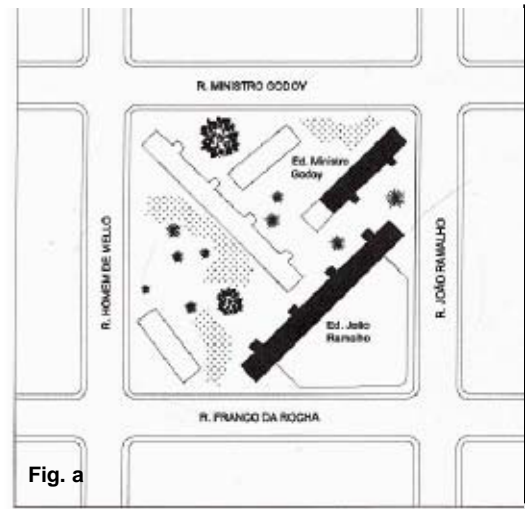 R. MINISTRO GODOY
Ed. Ministro
Godoy
R. HOMEM DE MELLO
R. JOÃO RAMALHO
Ed. João
Ramalho
R. FRANCO DA ROCHA
Fig. a